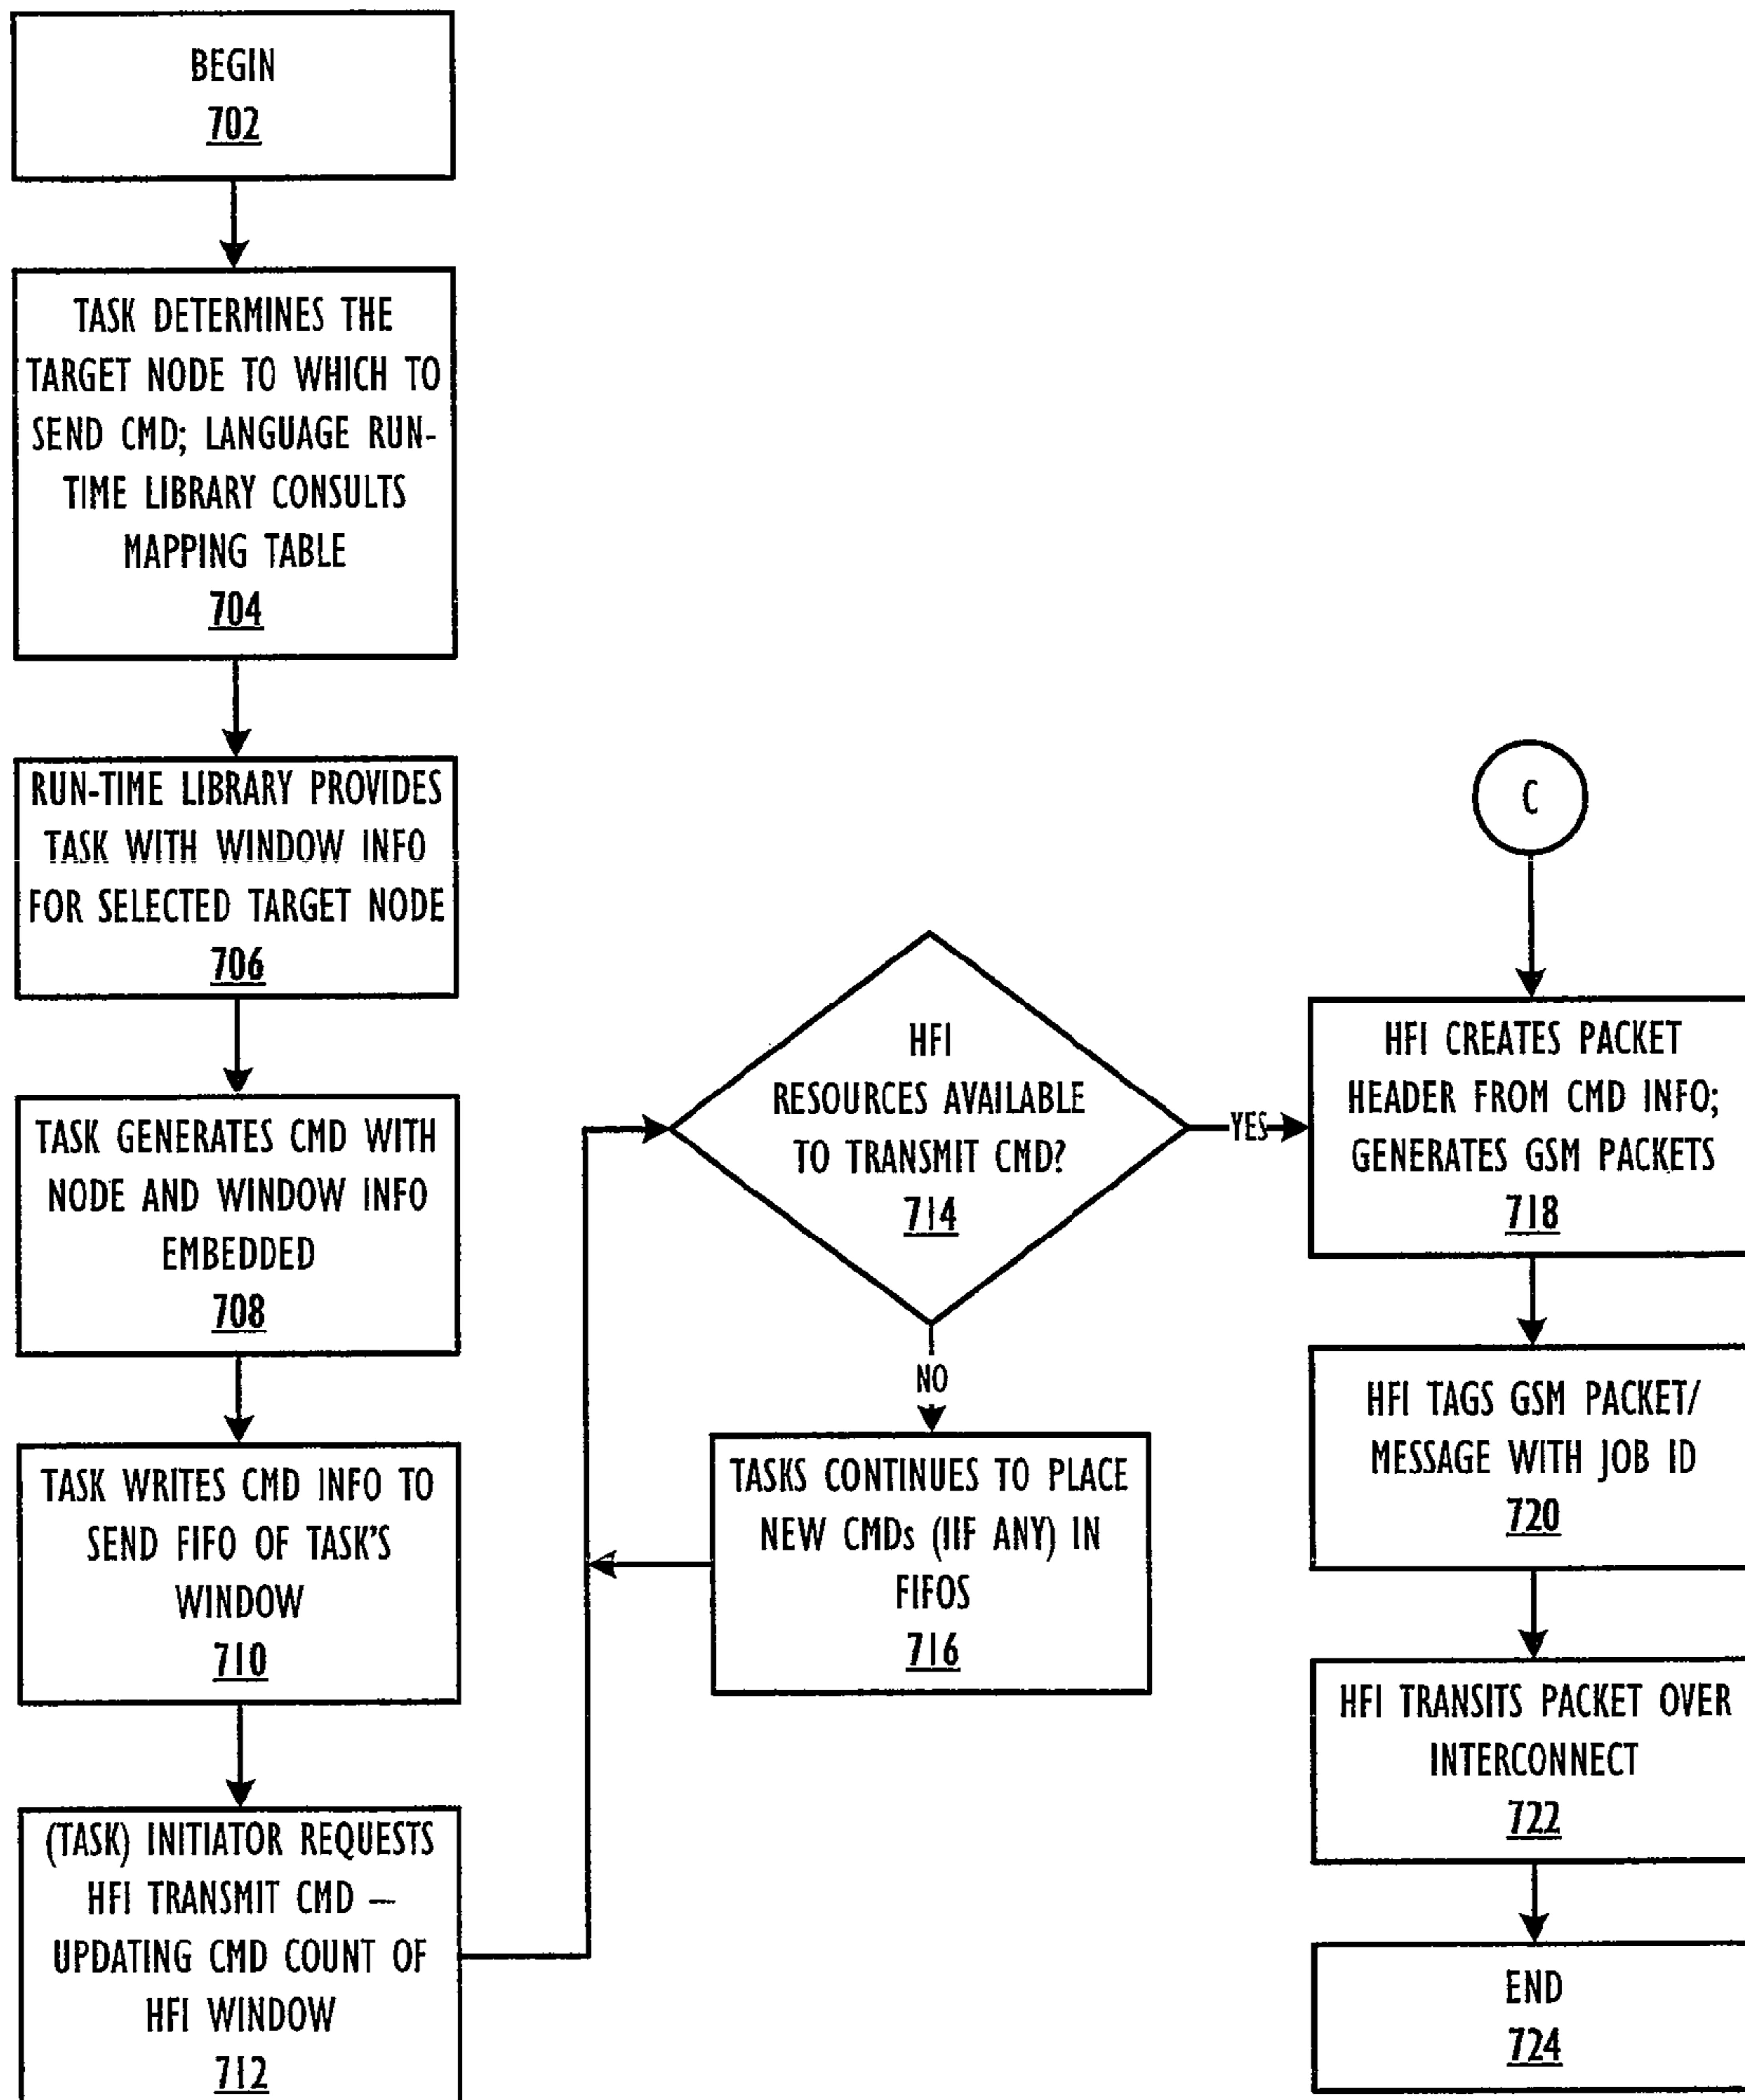 BEGIN
702
TASK DETERMINES THE
TARGET NODE TO WHICH TO
SEND CMD; LANGUAGE RUN-
TIME LIBRARY CONSULTS
MAPPING TABLE
704
RUN-TIME LIBRARY PROVIDES
TASK WITH WINDOW INFO
FOR SELECTED TARGET NODE
706
TASK GENERATES CMD WITH
NODE AND WINDOW INFO
EMBEDDED
708
TASK WRITES CMD INFO TO
SEND FIFO OF TASK'S
WINDOW
710
(TASK) INITIATOR REQUESTS
HFI TRANSMIT CMD —
UPDATING CMD COUNT OF
HFI WINDOW
712
HFI
RESOURCES AVAILABLE
TO TRANSMIT CMD?
714
YES
NO
TASKS CONTINUES TO PLACE
NEW CMDs (IIF ANY) IN
FIFOS
716
C
HFI CREATES PACKET
HEADER FROM CMD INFO;
GENERATES GSM PACKETS
718
HFI TAGS GSM PACKET/
MESSAGE WITH JOB ID
720
HFI TRANSITS PACKET OVER
INTERCONNECT
722
END
724